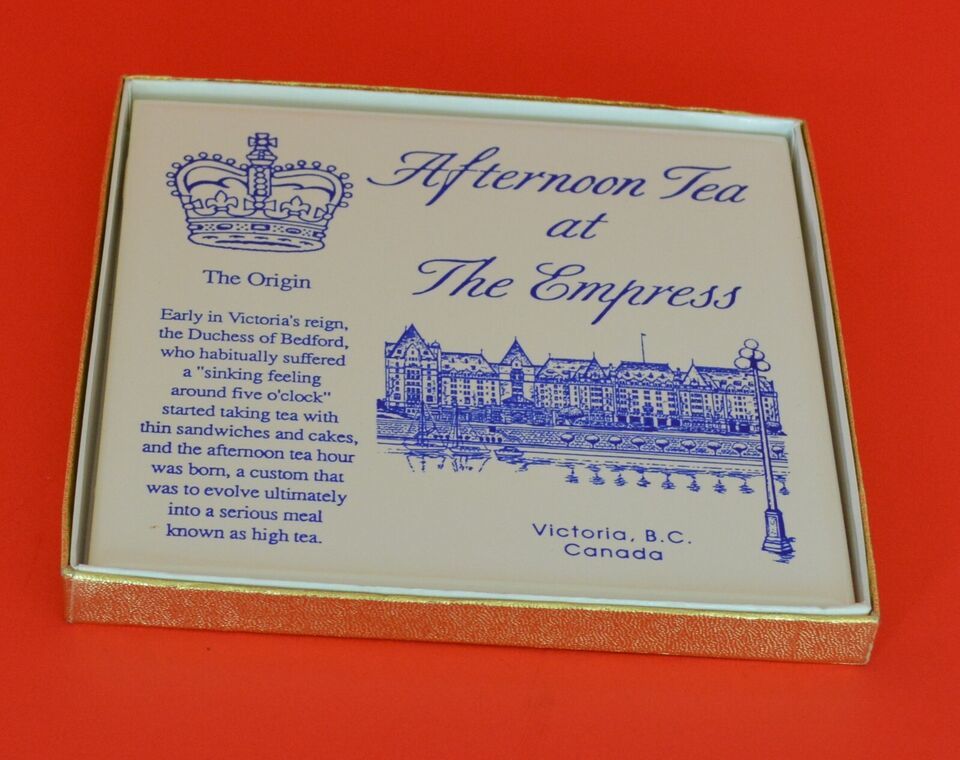 Afternoon Tea
at
The Empress
The Origin
Early in Victoria's reign,
the Duchess of Bedford,
who habitually suffered
a "sinking feeling
around five o'clock"
started taking tea with
thin sandwiches and cakes,
and the afternoon tea hour
was born, a custom that
was to evolve ultimately
into a serious meal
known as high tea.
Victoria, B.C.
Canada